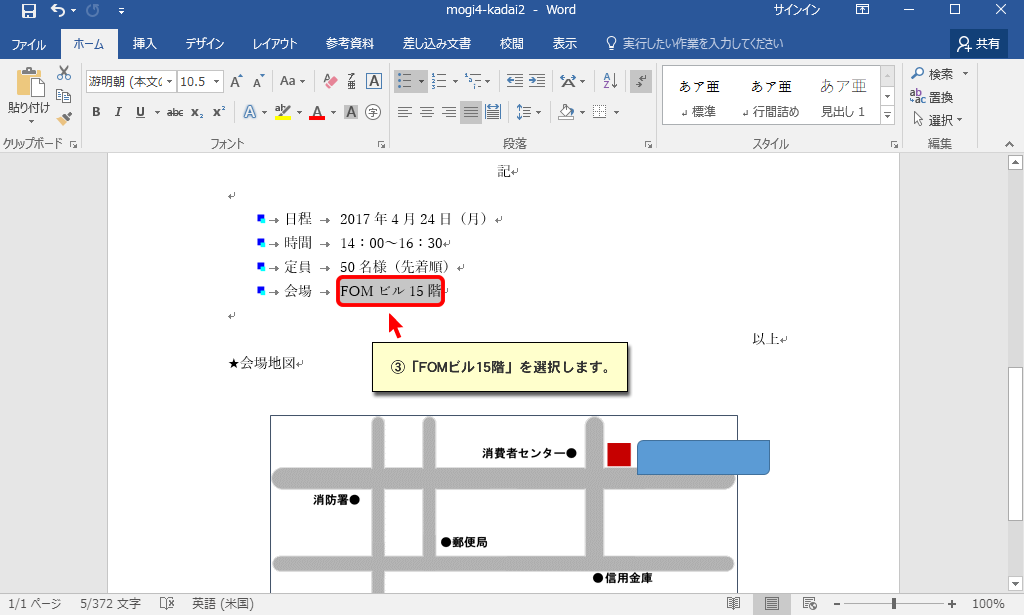 mogi4-kadai2 - Word
サインイン
ファイル ホーム 挿入 デザイン レイアウト 参考資料 差し込み文書 校閲 表示 実行したい作業を入力してください 共有
貼り付け
游明朝 (本文の 10.5 A A Aa A
B I U abc x₂ x² A ab A A 字
あア亜 あア亜 あア亜
↲標準 ↲行間詰め 見出し 1
検索
置換
選択
クリップボード フォント 段落 スタイル 編集
記↵
↵
→ 日程 → 2017 年 4 月 24 日（月）↵
→ 時間 → 14：00～16：30↵
→ 定員 → 50 名様（先着順）↵
→ 会場 → FOM ビル 15 階↵
↵
以上↵
★会場地図↵
③「FOMビル15階」を選択します。
消費者センター●
消防署●
●郵便局
●信用金庫
1/1 ページ 5/372 文字 英語 (米国) 100%